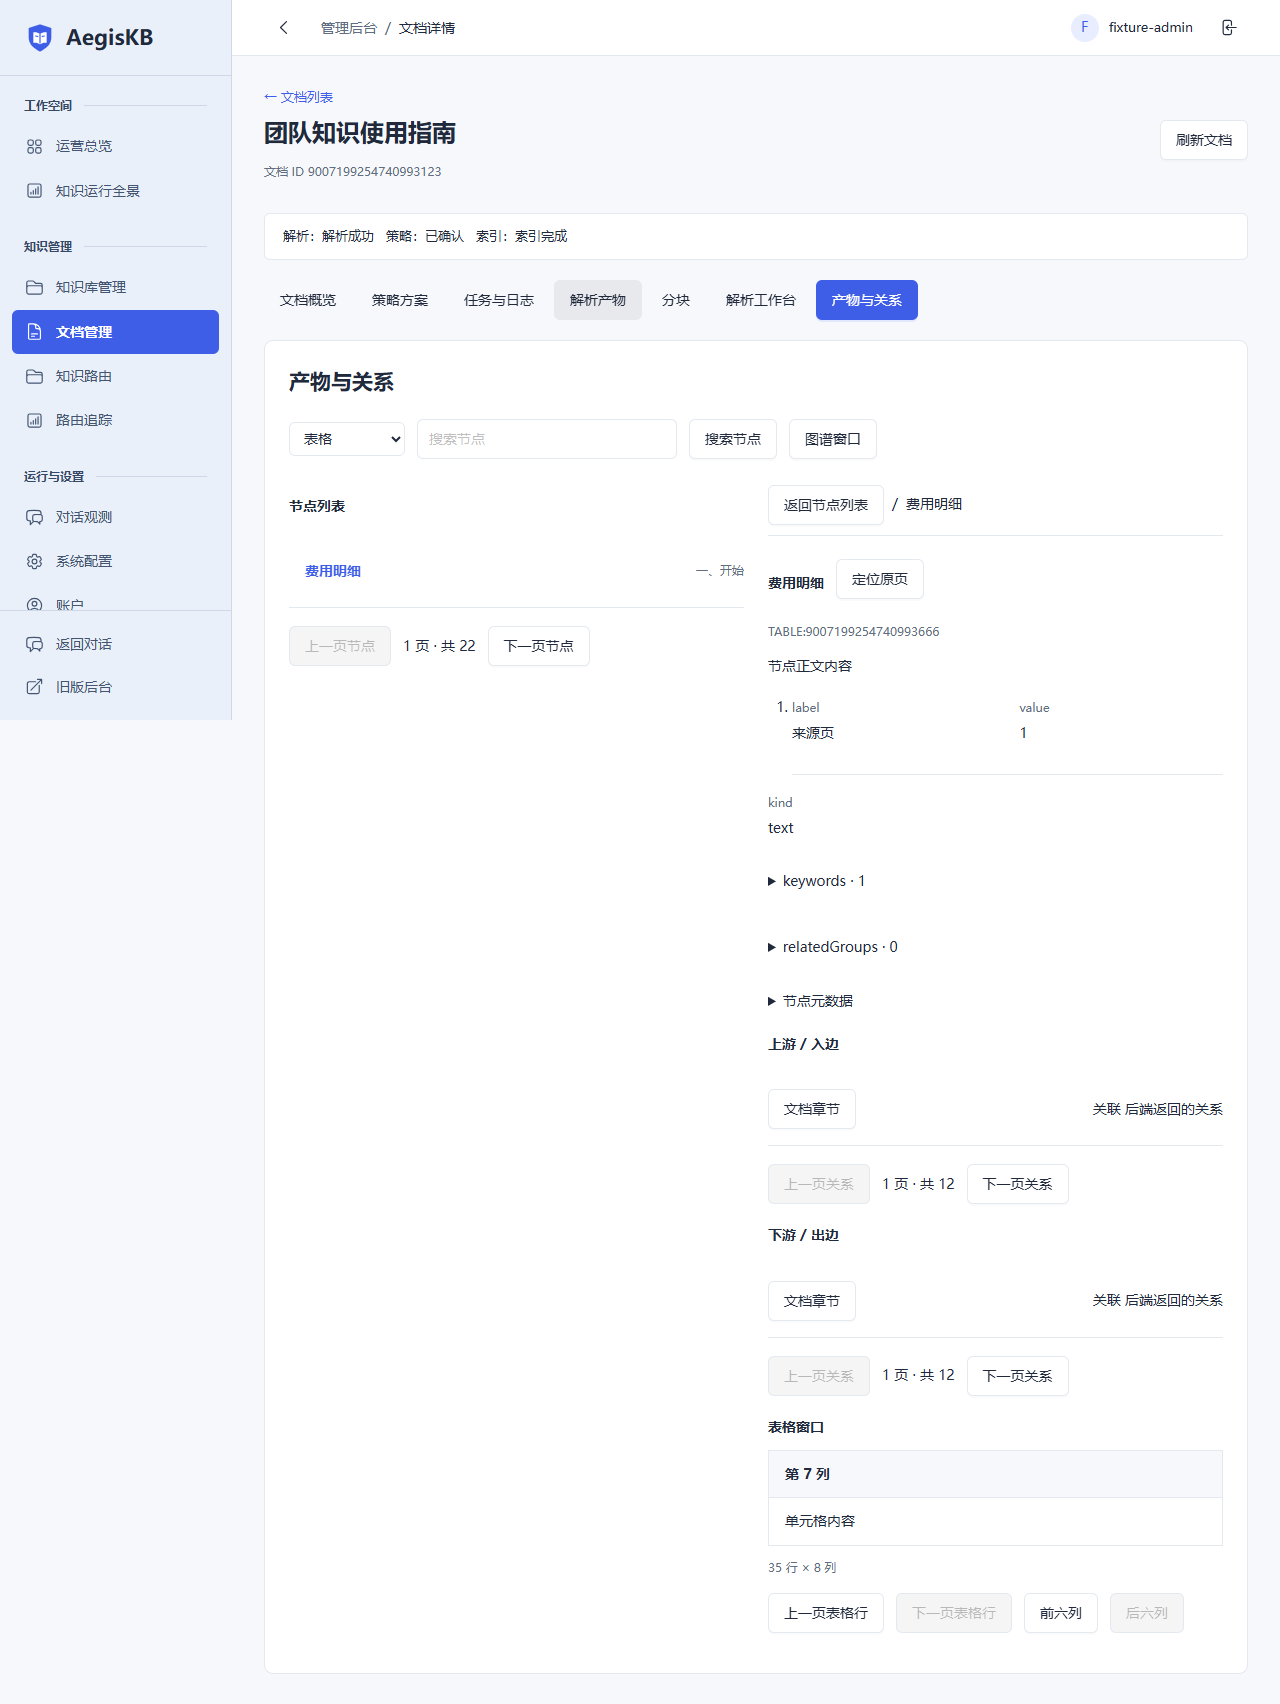 AegisKB
工作空间
运营总览
知识运行全景
知识管理
知识库管理
文档管理
知识路由
路由追踪
运行与设置
对话观测
系统配置
账户
返回对话
旧版后台
管理后台 / 文档详情
F fixture-admin
← 文档列表
团队知识使用指南
文档 ID 9007199254740993123
刷新文档
解析：解析成功 策略：已确认 索引：索引完成
文档概览 策略方案 任务与日志 解析产物 分块 解析工作台 产物与关系
产物与关系
表格 搜索节点 搜索节点 图谱窗口
节点列表
费用明细 一、开始
上一页节点 1 页 · 共 22 下一页节点
返回节点列表 / 费用明细
费用明细 定位原页
TABLE:9007199254740993666
节点正文内容
1. label value
来源页 1
kind
text
▶ keywords · 1
▶ relatedGroups · 0
▶ 节点元数据
上游 / 入边
文档章节 关联 后端返回的关系
上一页关系 1 页 · 共 12 下一页关系
下游 / 出边
文档章节 关联 后端返回的关系
上一页关系 1 页 · 共 12 下一页关系
表格窗口
第 7 列
单元格内容
35 行 × 8 列
上一页表格行 下一页表格行 前六列 后六列